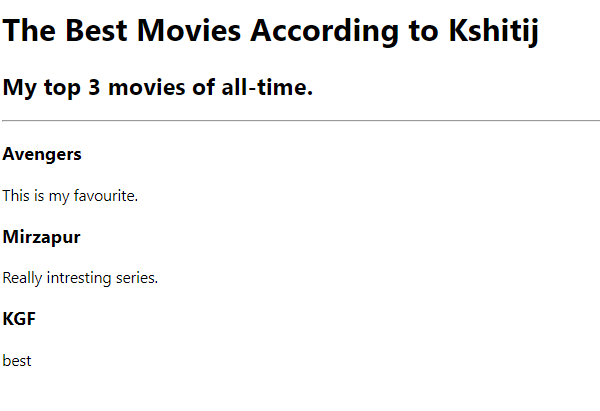 The Best Movies According to Kshitij
My top 3 movies of all-time.
Avengers
This is my favourite.
Mirzapur
Really intresting series.
KGF
best